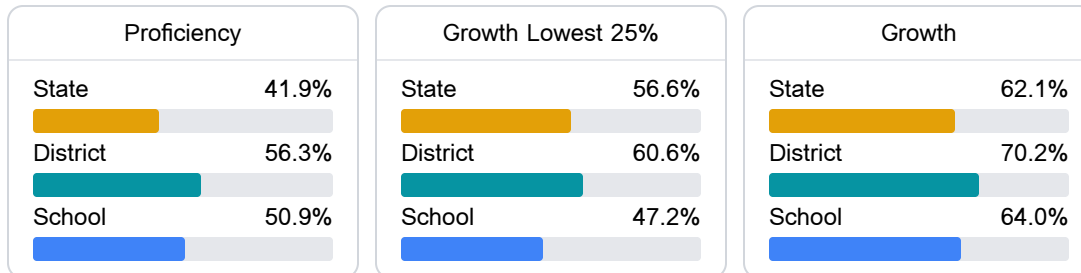 Proficiency
State 41.9%
District 56.3%
School 50.9%
Growth Lowest 25%
State 56.6%
District 60.6%
School 47.2%
Growth
State 62.1%
District 70.2%
School 64.0%